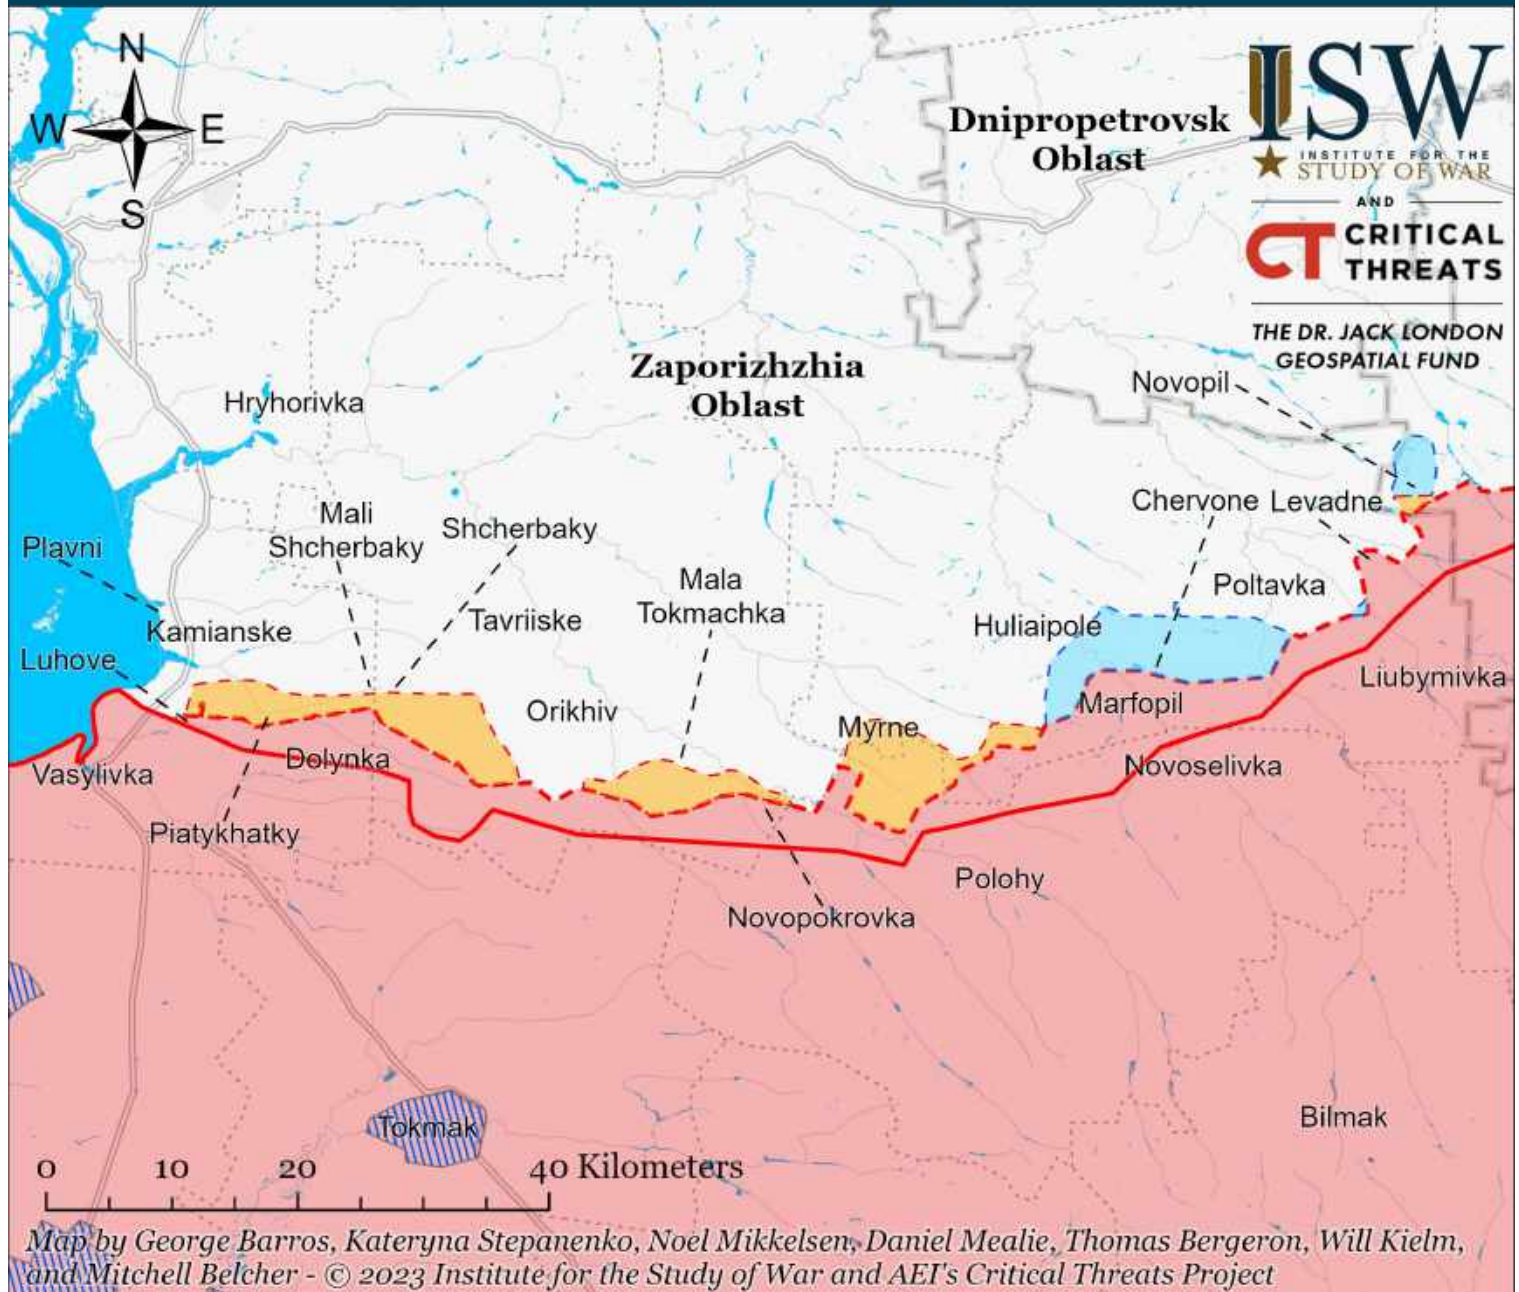 N
W E
S
Dnipropetrovsk
Oblast
ISW
INSTITUTE FOR THE
STUDY OF WAR
AND
CT CRITICAL
THREATS
THE DR. JACK LONDON
GEOSPATIAL FUND
Zaporizhzhia
Oblast
Novopil
Hryhorivka
Mali
Shcherbaky
Shcherbaky
Chervone
Levadne
Plavni
Mala
Tokmachka
Poltavka
Kamianske
Tavriiske
Huliaipole
Luhove
Orikhiv
Myrne
Marfopil
Liubymivka
Vasylivka
Dolynka
Novoselivka
Piatykhatky
Polohy
Novopokrovka
Tokmak
Bilmak
0 10 20 40 Kilometers
Map by George Barros, Kateryna Stepanenko, Noel Mikkelsen, Daniel Mealie, Thomas Bergeron, Will Kielm,
and Mitchell Belcher - © 2023 Institute for the Study of War and AEI's Critical Threats Project